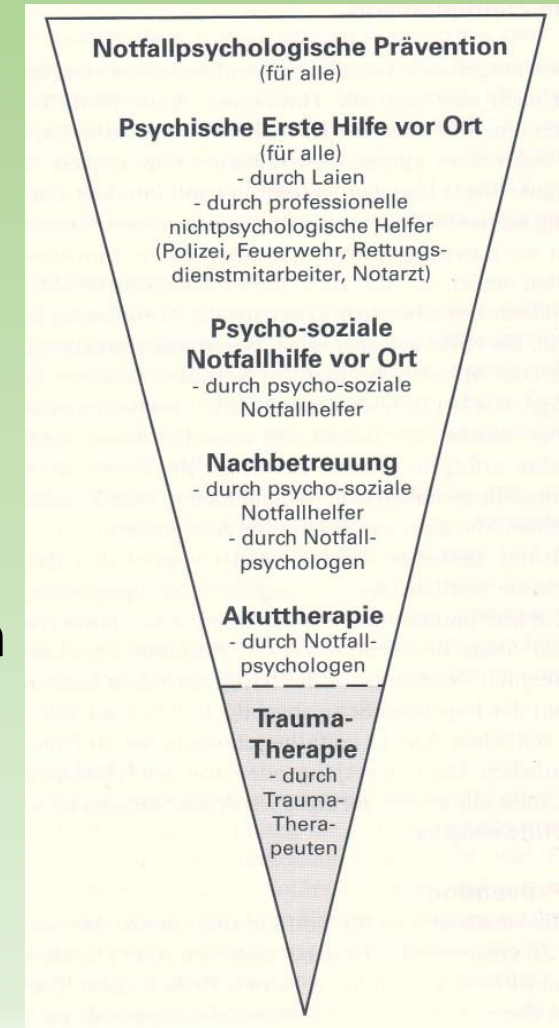 Notfallpsychologische Prävention
(für alle)
Psychische Erste Hilfe vor Ort
(für alle)
- durch Laien
- durch professionelle
nichtpsychologische Helfer
(Polizei, Feuerwehr, Rettungs-
dienstmitarbeiter, Notarzt)
Psycho-soziale
Notfallhilfe vor Ort
- durch psycho-soziale
Notfallhelfer
Nachbetreuung
- durch psycho-soziale
Notfallhelfer
- durch Notfall-
psychologen
Akuttherapie
- durch Notfall-
psychologen
Trauma-
Therapie
- durch
Trauma-
Thera-
peuten